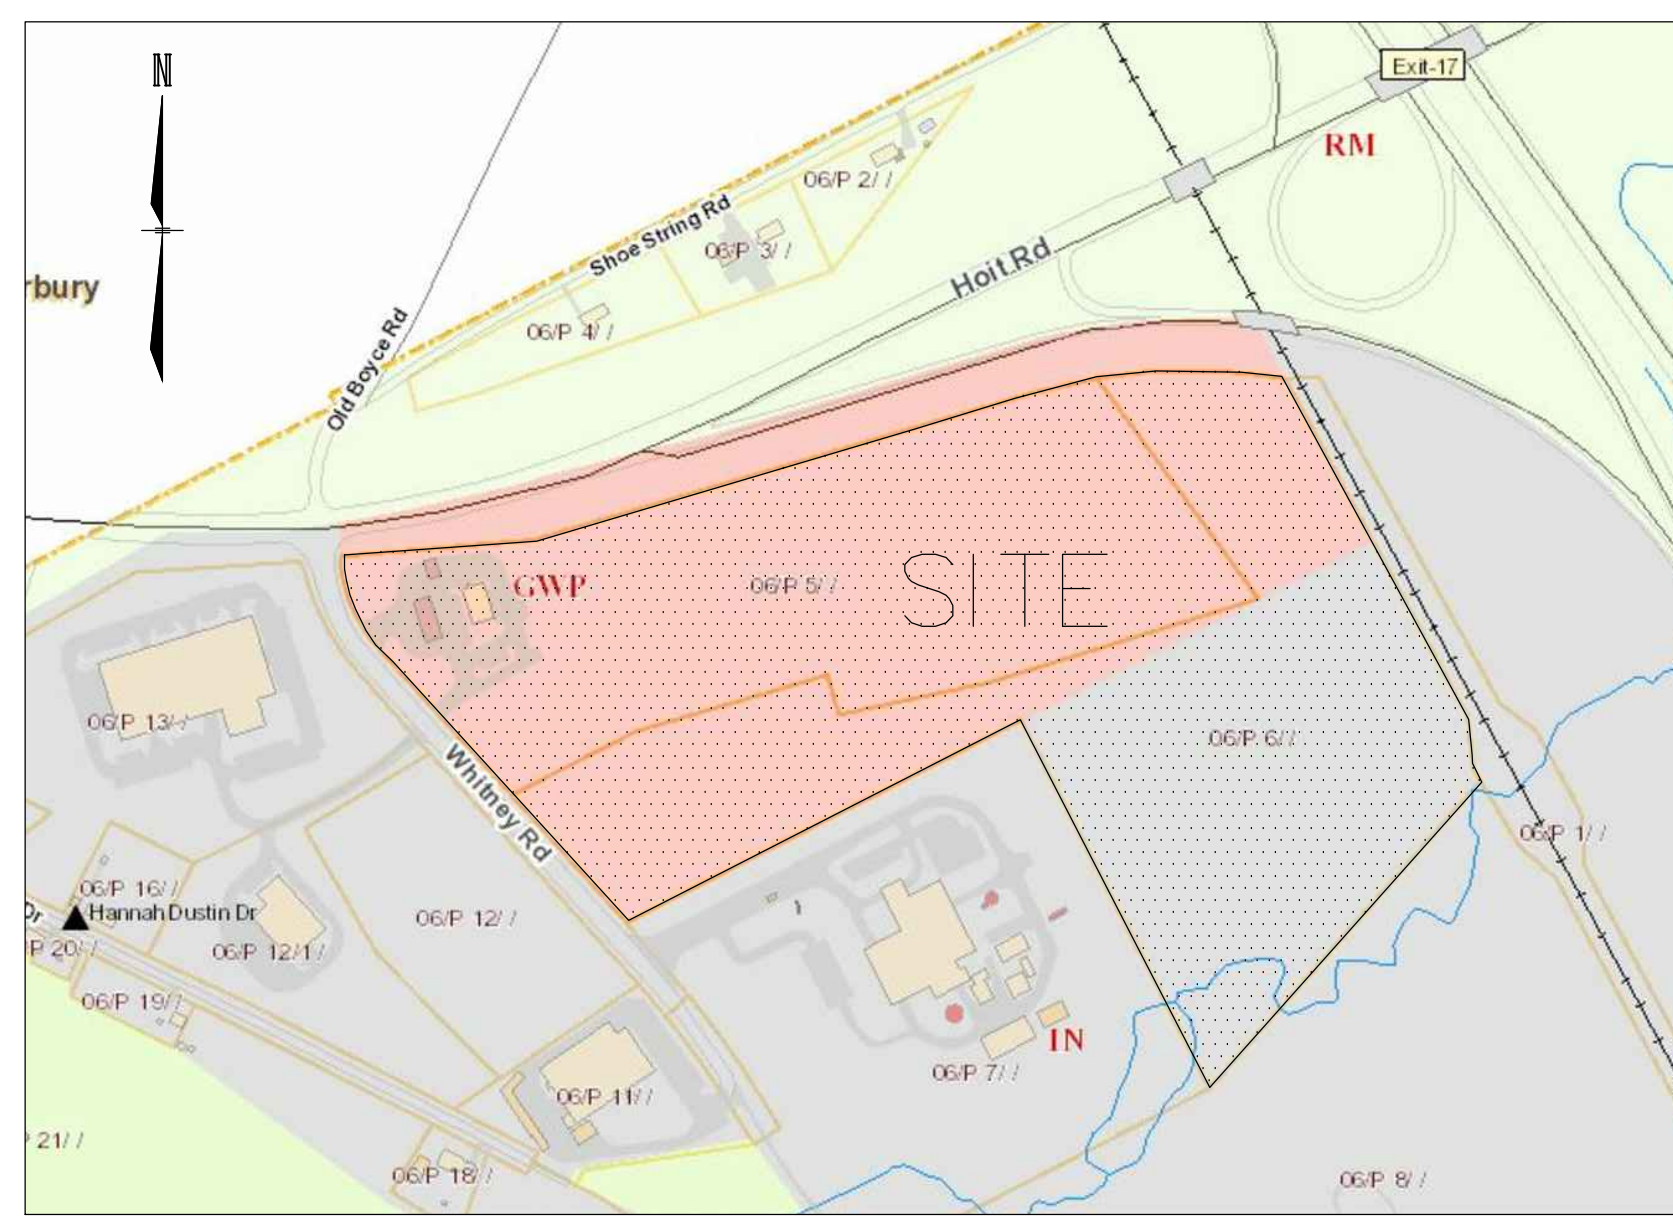 N
Exit-17
RM
06/P 2/ /
Shoe String Rd
06/P 3/ /
Hoit Rd
rbury
06/P 4/ /
Old Boyce Rd
GWP
06/P 5/ /
SITE
06/P 13/ /
06/P 6/ /
Whitney Rd
06/P 1/ /
06/P 16/ /
Dr
Hannah Dustin Dr
06/P 12/ /
P 20/ /
06/P 12/1 /
06/P 19/ /
IN
06/P 7/ /
06/P 11/ /
21/ /
06/P 18/ /
06/P 8/ /